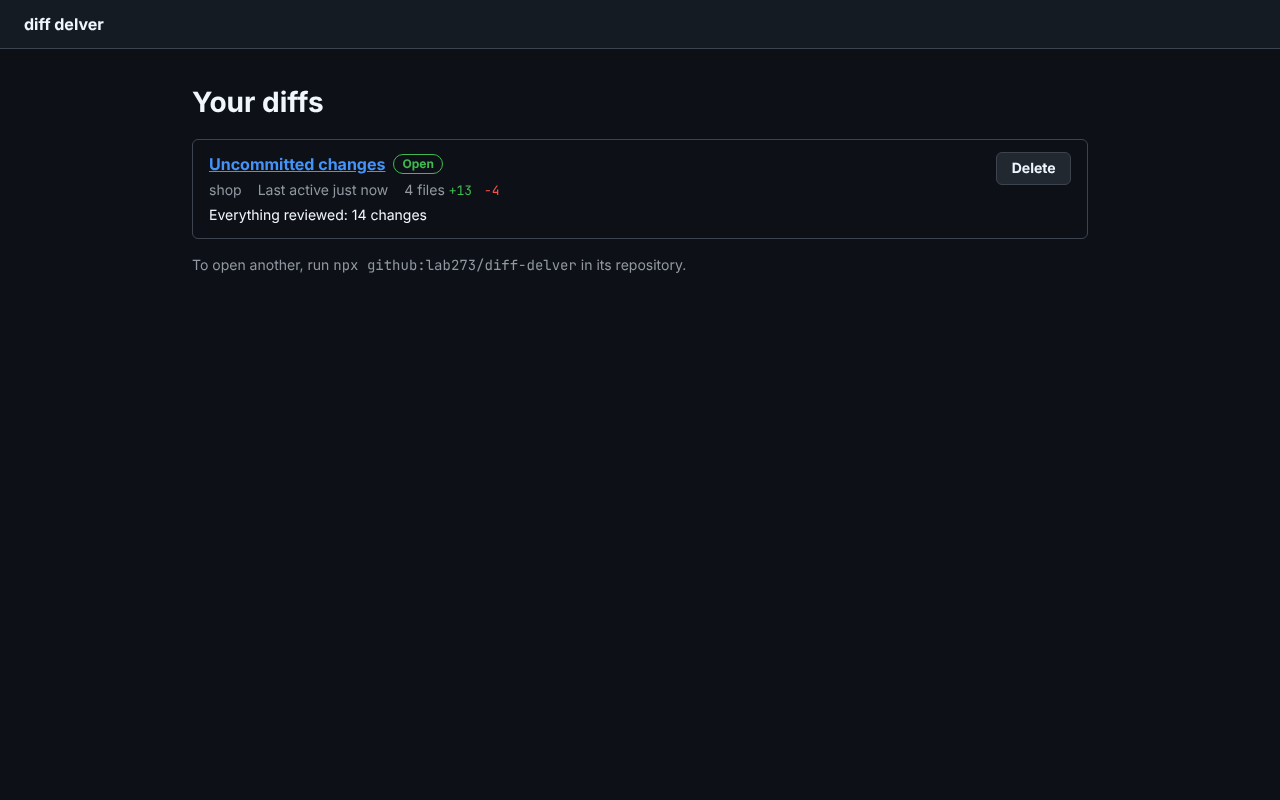 diff delver
Your diffs
Uncommitted changes Open
Delete
shop Last active just now 4 files +13 -4
Everything reviewed: 14 changes
To open another, run npx github:lab273/diff-delver in its repository.